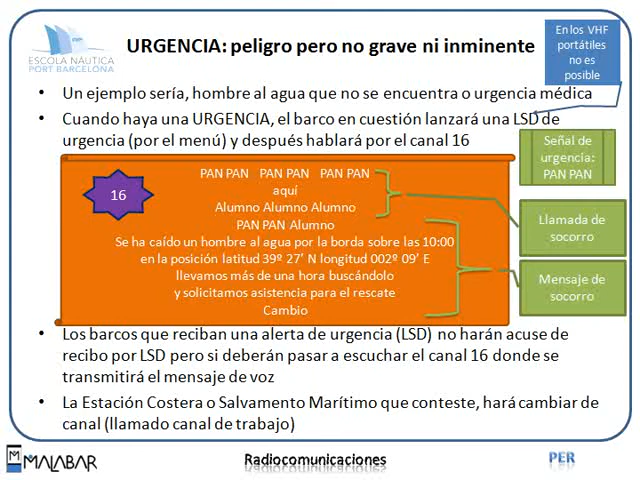 ESCOLA NÀUTICA
PORT BARCELONA
URGENCIA: peligro pero no grave ni inminente
En los VHF
portátiles
no es
posible
• Un ejemplo sería, hombre al agua que no se encuentra o urgencia médica
• Cuando haya una URGENCIA, el barco en cuestión lanzará una LSD de
urgencia (por el menú) y después hablará por el canal 16
Señal de
urgencia:
PAN PAN
16
PAN PAN PAN PAN PAN PAN
aquí
Alumno Alumno Alumno
PAN PAN Alumno
Se ha caído un hombre al agua por la borda sobre las 10:00
en la posición latitud 39º 27’ N longitud 002º 09’ E
llevamos más de una hora buscándolo
y solicitamos asistencia para el rescate
Cambio
Llamada de
socorro
Mensaje de
socorro
• Los barcos que reciban una alerta de urgencia (LSD) no harán acuse de
recibo por LSD pero si deberán pasar a escuchar el canal 16 donde se
transmitirá el mensaje de voz
• La Estación Costera o Salvamento Marítimo que conteste, hará cambiar de
canal (llamado canal de trabajo)
MALABAR
Radiocomunicaciones
PER